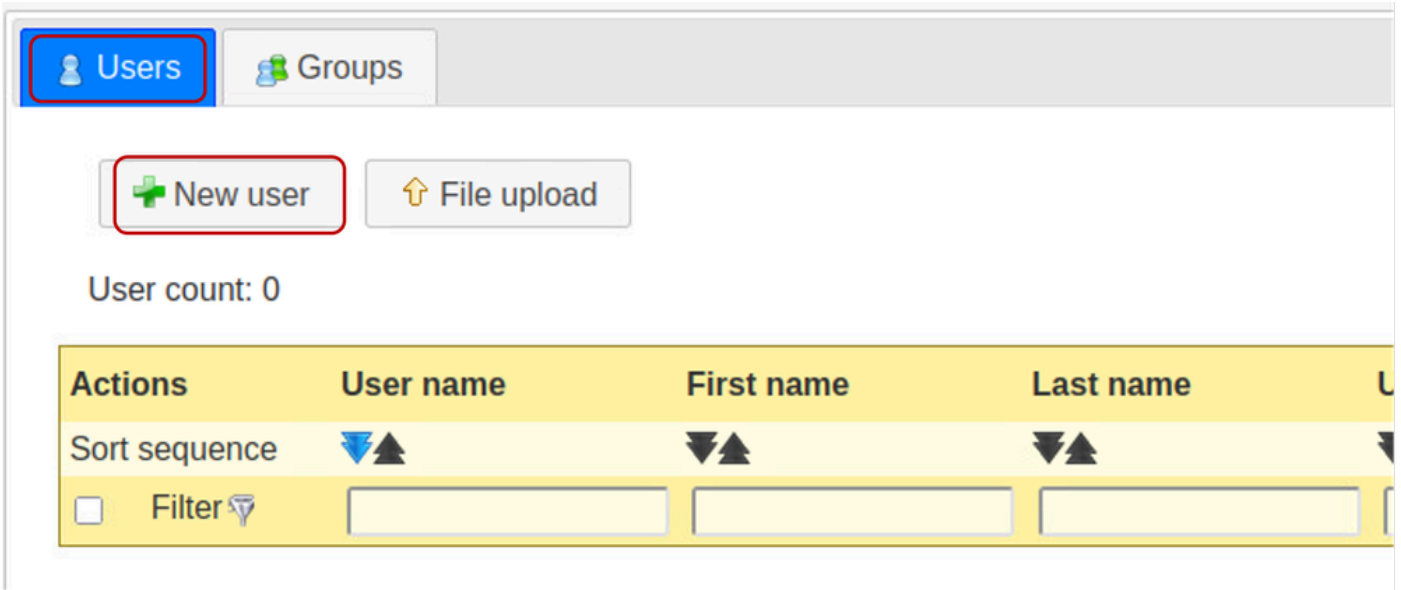 Users Groups
New user File upload
User count: 0
Actions User name First name Last name
Sort sequence
Filter